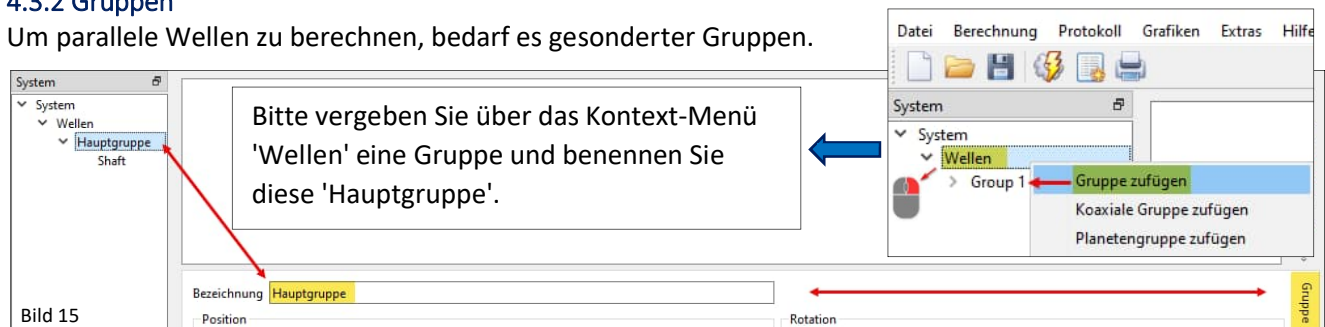 4.3.2 Gruppen
Um parallele Wellen zu berechnen, bedarf es gesonderter Gruppen.
System
System
Wellen
Hauptgruppe
Shaft
Bild 15
Bitte vergeben Sie über das Kontext-Menü
'Wellen' eine Gruppe und benennen Sie
diese 'Hauptgruppe'.
Datei Berechnung Protokoll Grafiken Extras Hilfe
System
System
Wellen
Group 1
Gruppe zufügen
Koaxiale Gruppe zufügen
Planetengruppe zufügen
Bezeichnung Hauptgruppe
Position
Rotation
Gruppe